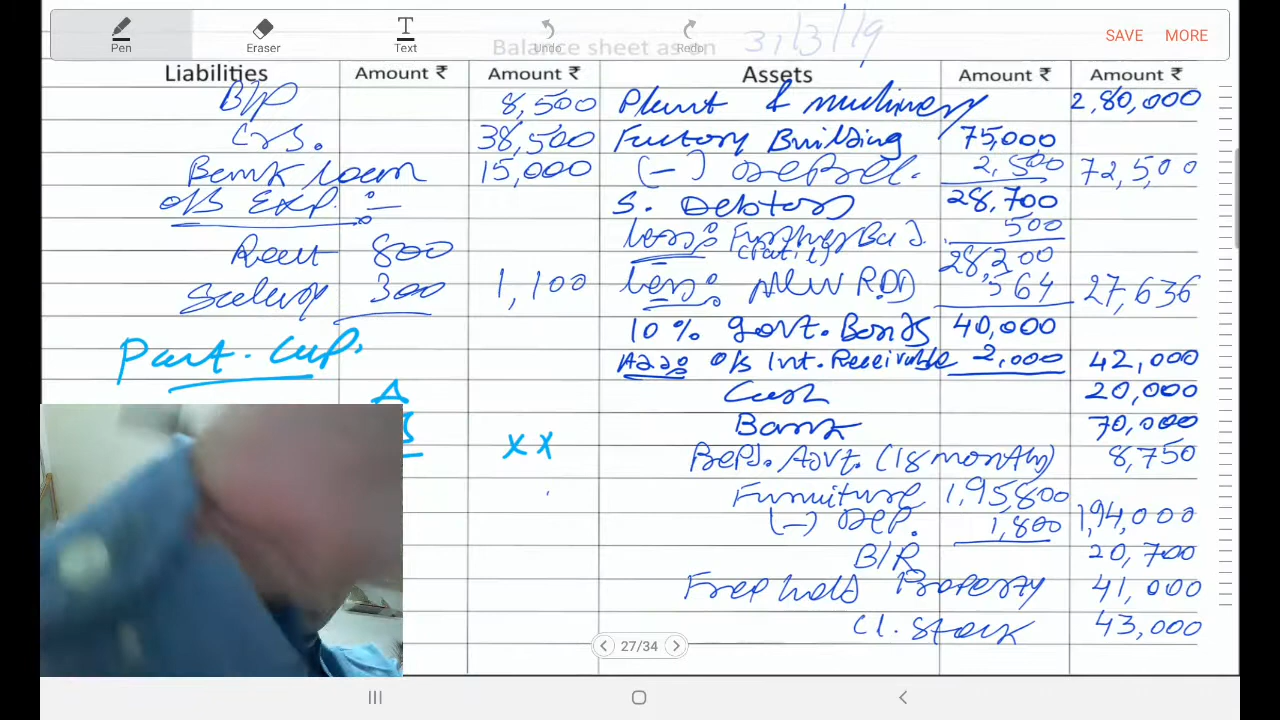 Pen Eraser Text Undo Redo SAVE MORE
Balance sheet as on 31/3/19
Liabilities Amount ₹ Amount ₹ Assets Amount ₹ Amount ₹
B/P 8,500 Plant & machinery 2,80,000
Crs. 38,500 Factory Building 75,000
Bank loan 15,000 (-) Deprel. 2,500 72,500
o/s Exp.:- S. Debtors 28,700
Less: Further Bad. 500
Rent 800 28,200
Salary 300 1,100 Less: New RDD 564 27,636
Part. Cap. 10% Govt. Bonds 40,000
Add: o/s Int. Receivable 2,000 42,000
A Cash 20,000
B xx Bank 70,000
Prepd. Advt. (18 months) 8,750
Furniture 1,95,800
(-) Dep. 1,800 1,94,000
B/R 20,700
Freehold Property 41,000
Cl. Stock 43,000
27/34